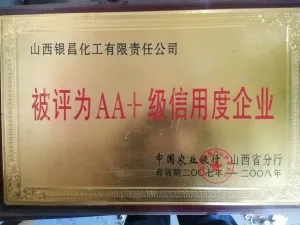 山西银昌化工有限责任公司
被评为AA+级信用度企业
中国农业银行 山西省分行
有效期二〇〇七年—二〇〇八年